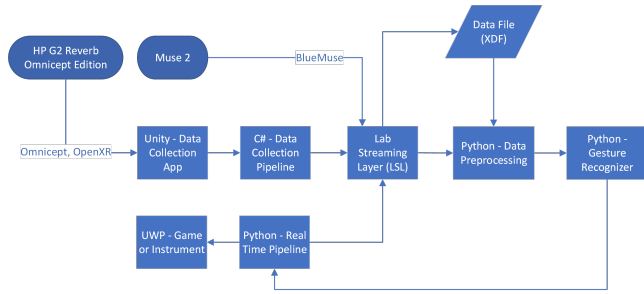 HP G2 Reverb
Omnicept Edition
Muse 2
BlueMuse
Data File
(XDF)
Omnicept, OpenXR
Unity - Data
Collection
App
C# - Data
Collection
Pipeline
Lab
Streaming
Layer (LSL)
Python - Data
Preprocessing
Python -
Gesture
Recognizer
UWP - Game
or Instrument
Python - Real
Time Pipeline